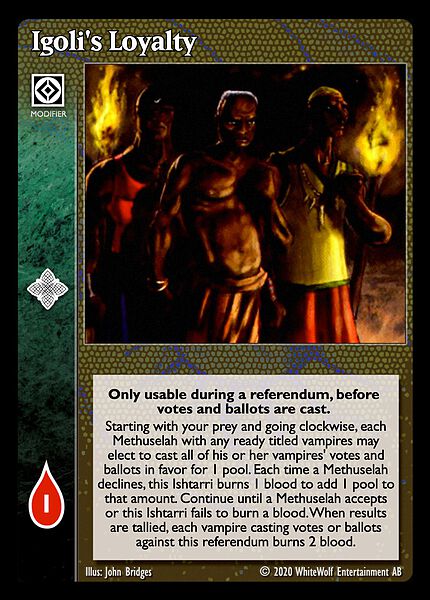 Igoli's Loyalty
MODIFIER
Only usable during a referendum, before
votes and ballots are cast.
Starting with your prey and going clockwise, each
Methuselah with any ready titled vampires may
elect to cast all of his or her vampires' votes and
ballots in favor for 1 pool. Each time a Methuselah
declines, this Ishtarri burns 1 blood to add 1 pool to
that amount. Continue until a Methuselah accepts
or this Ishtarri fails to burn a blood. When results
are tallied, each vampire casting votes or ballots
against this referendum burns 2 blood.
1
Illus: John Bridges
© 2020 WhiteWolf Entertainment AB